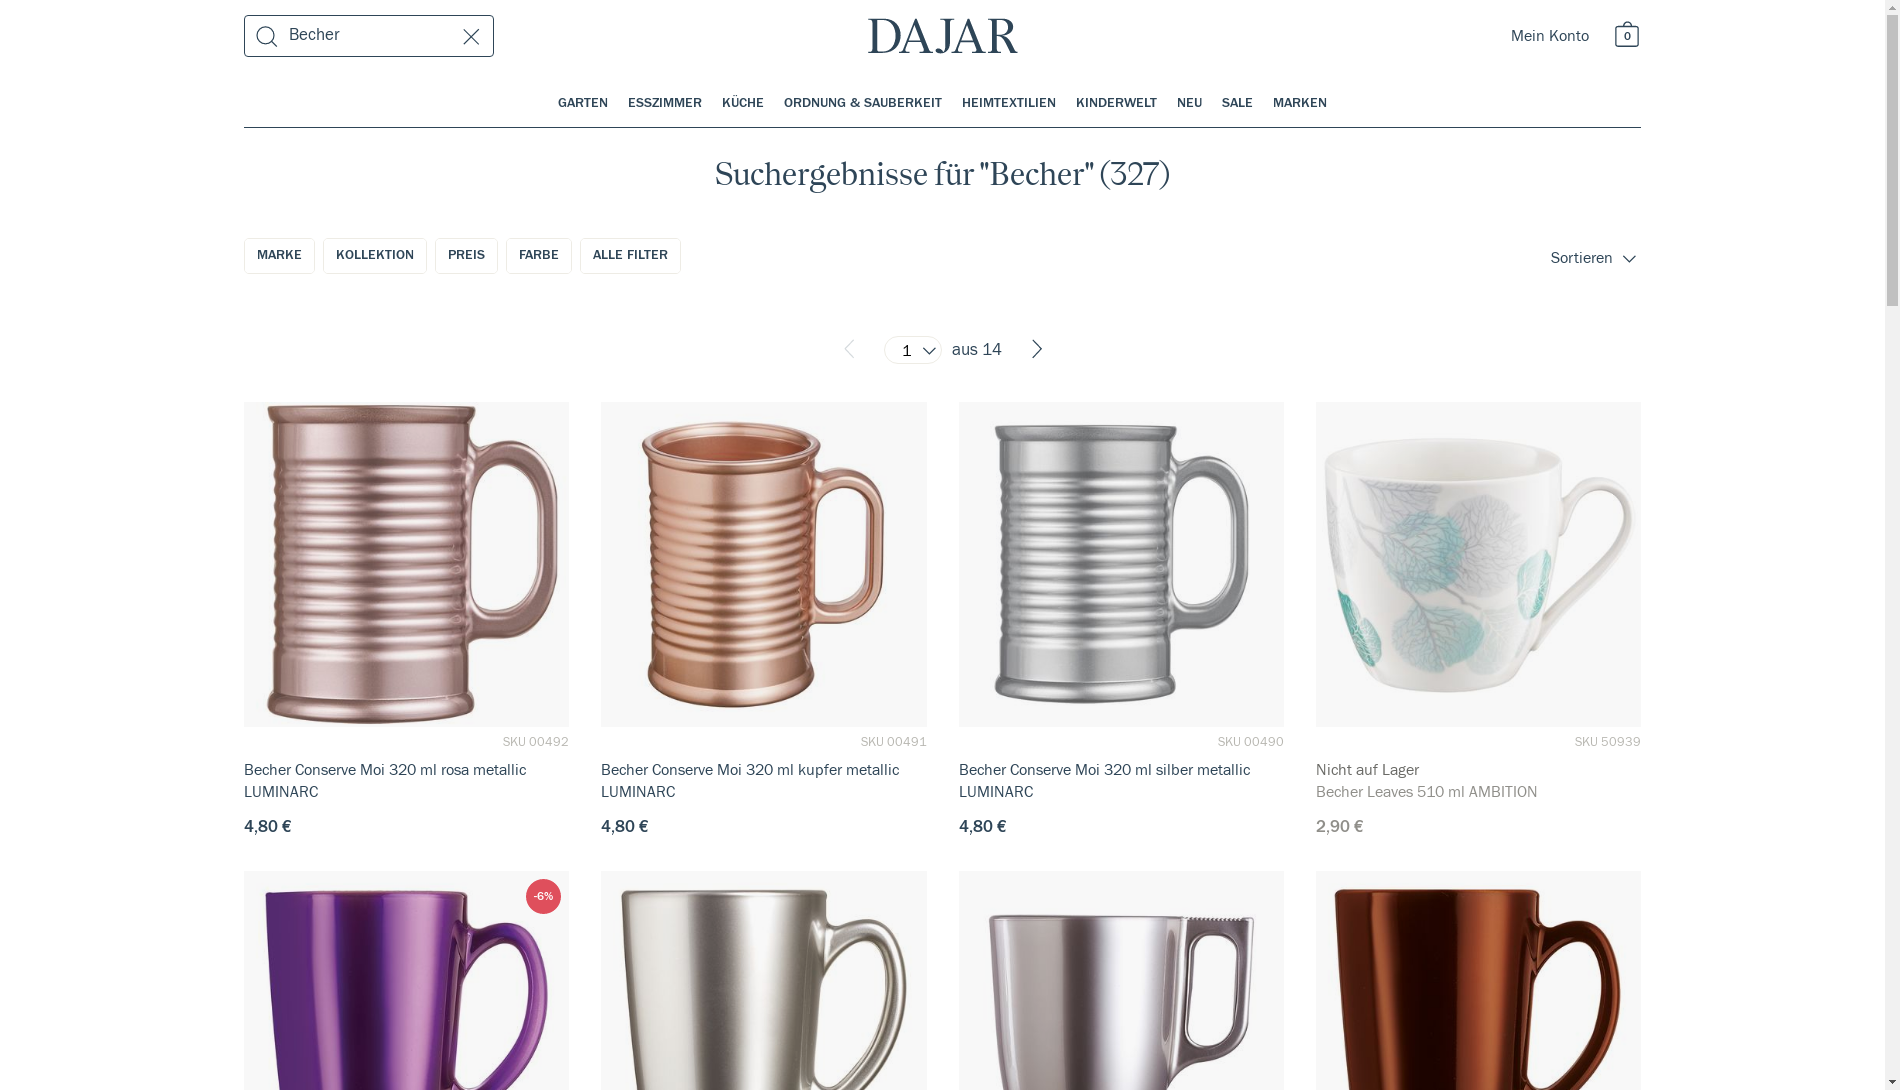 Becher
DAJAR
Mein Konto
0
GARTEN ESSZIMMER KÜCHE ORDNUNG & SAUBERKEIT HEIMTEXTILIEN KINDERWELT NEU SALE MARKEN
Suchergebnisse für "Becher" (327)
MARKE KOLLEKTION PREIS FARBE ALLE FILTER
Sortieren
1 aus 14
SKU 00492
Becher Conserve Moi 320 ml rosa metallic
LUMINARC
4,80 €
SKU 00491
Becher Conserve Moi 320 ml kupfer metallic
LUMINARC
4,80 €
SKU 00490
Becher Conserve Moi 320 ml silber metallic
LUMINARC
4,80 €
SKU 50939
Nicht auf Lager
Becher Leaves 510 ml AMBITION
2,90 €
-6%